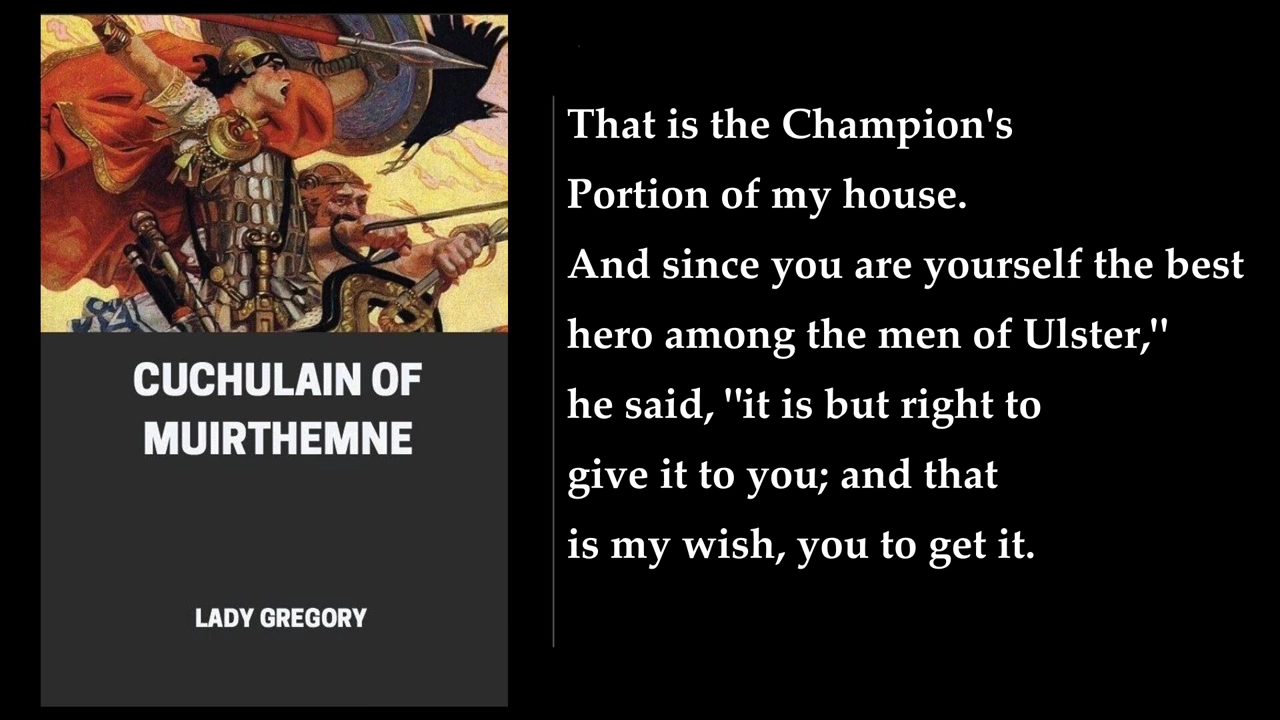 CUCHULAIN OF
MUIRTHEMNE
LADY GREGORY
That is the Champion's
Portion of my house.
And since you are yourself the best
hero among the men of Ulster,"
he said, "it is but right to
give it to you; and that
is my wish, you to get it.